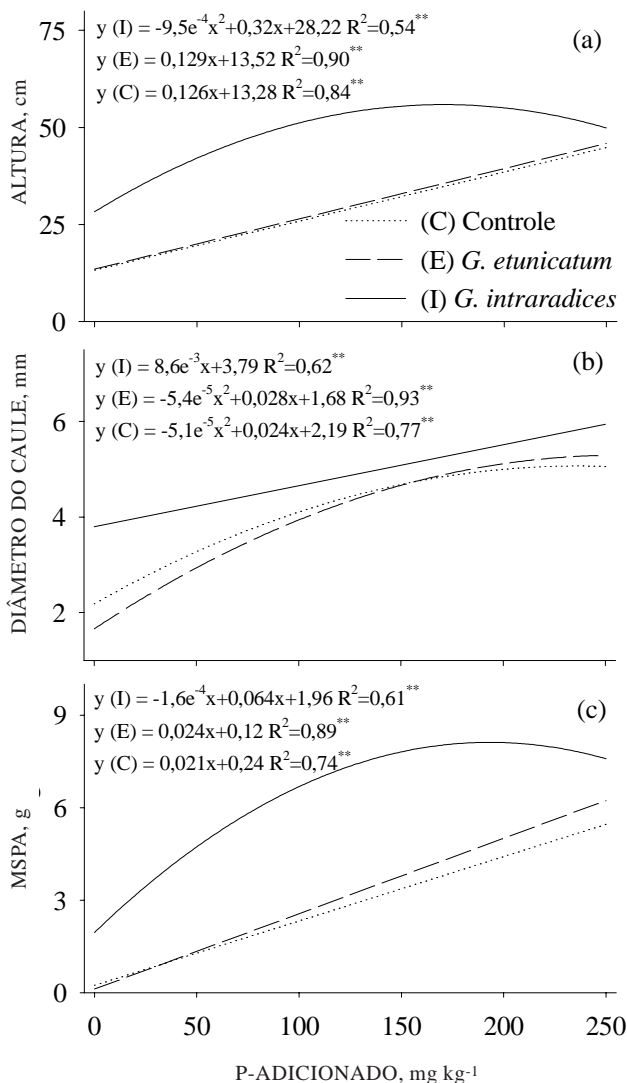 75
y (I) = -9,5e⁻⁴x²+0,32x+28,22 R²=0,54**
(a)
y (E) = 0,129x+13,52 R²=0,90**
y (C) = 0,126x+13,28 R²=0,84**
ALTURA, cm
50
25
0
(C) Controle
(E) G. etunicatum
(I) G. intraradices
y (I) = 8,6e⁻³x+3,79 R²=0,62**
(b)
y (E) = -5,4e⁻⁵x²+0,028x+1,68 R²=0,93**
y (C) = -5,1e⁻⁵x²+0,024x+2,19 R²=0,77**
DIÂMETRO DO CAULE, mm
6
4
2
y (I) = -1,6e⁻⁴x+0,064x+1,96 R²=0,61**
(c)
y (E) = 0,024x+0,12 R²=0,89**
y (C) = 0,021x+0,24 R²=0,74**
MSPA, g
9
6
3
0
0 50 100 150 200 250
P-ADICIONADO, mg kg⁻¹